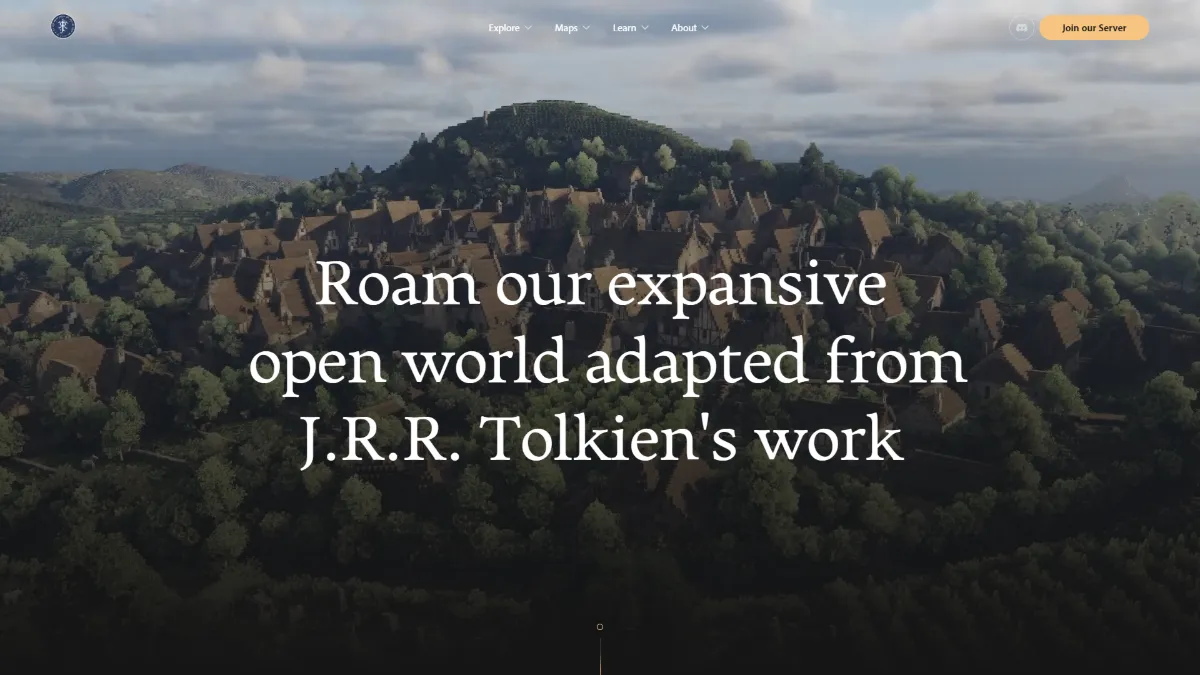 Explore
Maps
Learn
About
Join our Server
Roam our expansive
open world adapted from
J.R.R. Tolkien's work